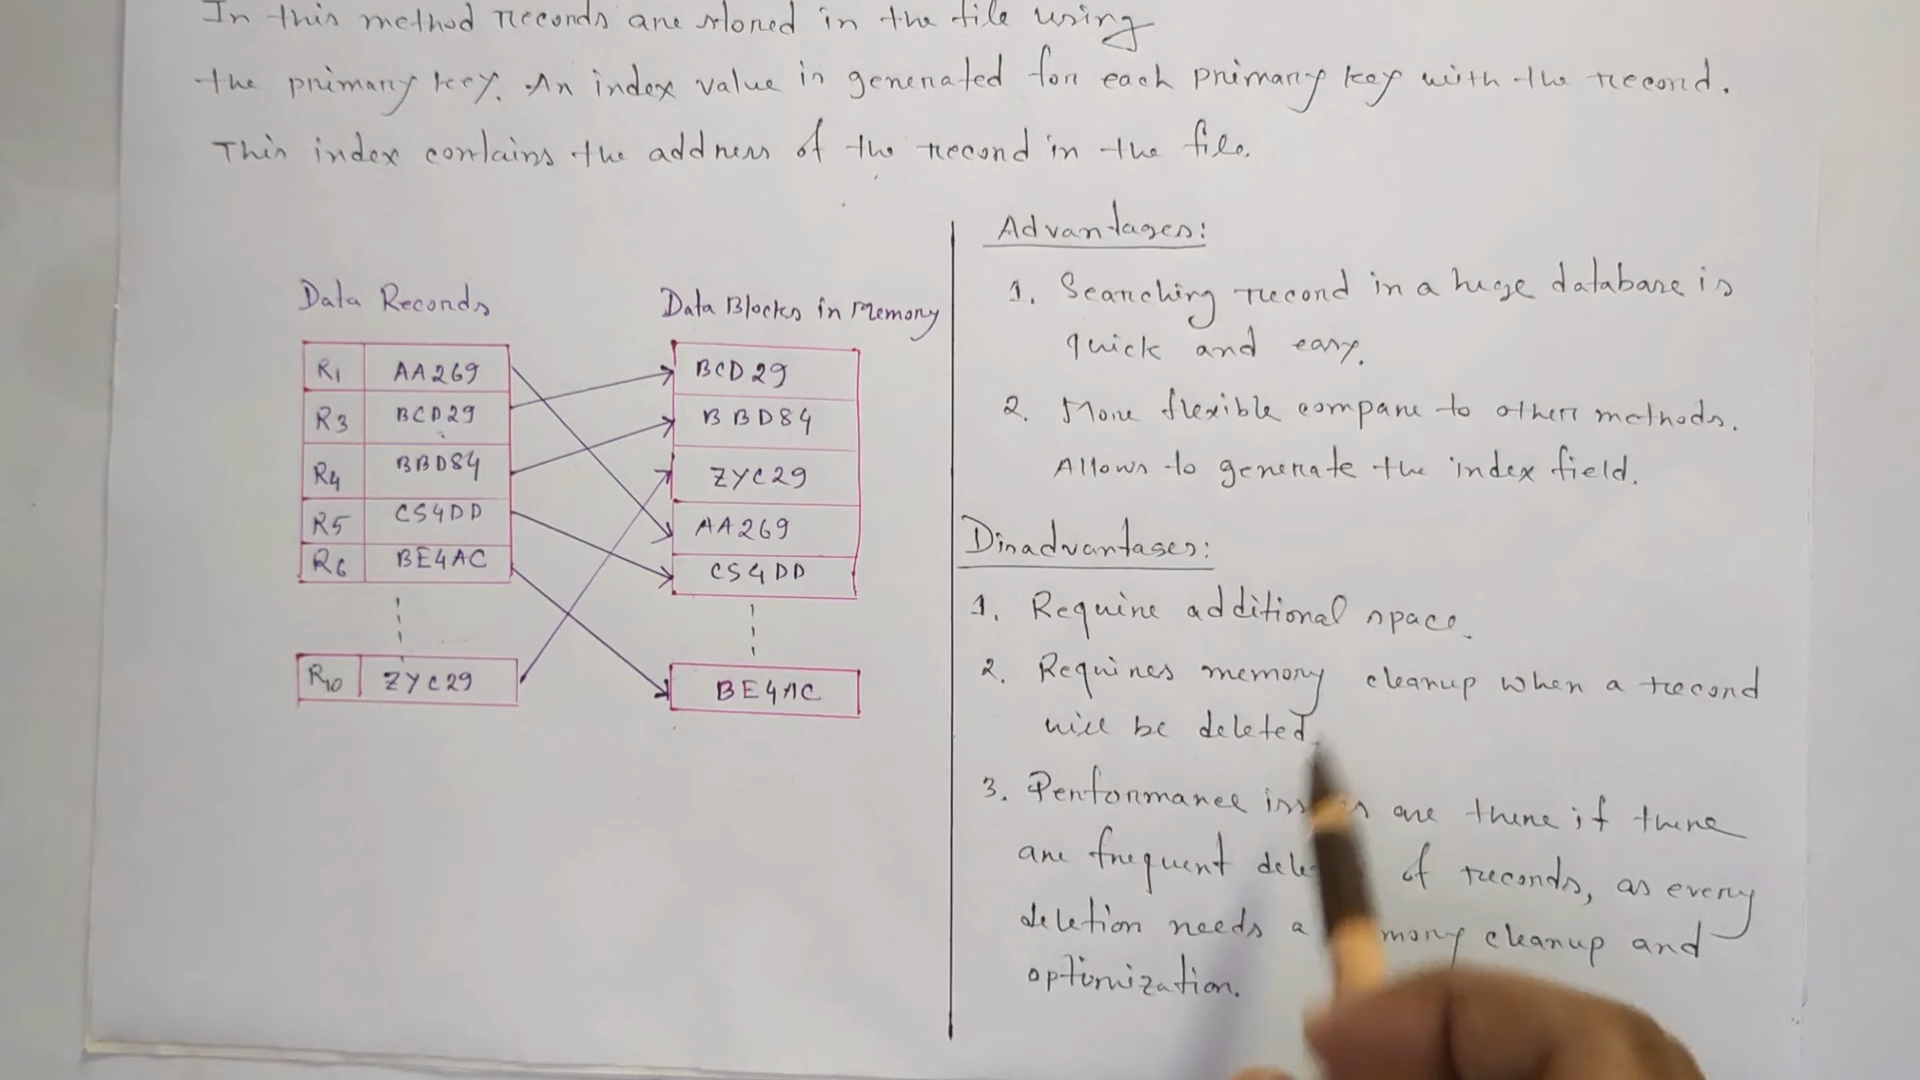 In this method records are stored in the file using
the primary key. An index value is generated for each primary key with the record.
This index contains the address of the record in the file.
Data Records
R1 AA269
R3 BCD29
R4 BBD84
R5 CS4DD
R6 BE4AC
R10 ZYC29
Data Blocks in Memory
BCD29
BBD84
ZYC29
AA269
CS4DD
BE4AC
Advantages:
1. Searching record in a huge database is
quick and easy.
2. More flexible compare to other methods.
Allows to generate the index field.
Disadvantages:
1. Require additional space.
2. Requires memory cleanup when a record
will be deleted.
3. Performance are there if there
are frequent of records, as every
deletion needs a cleanup and
optimization.